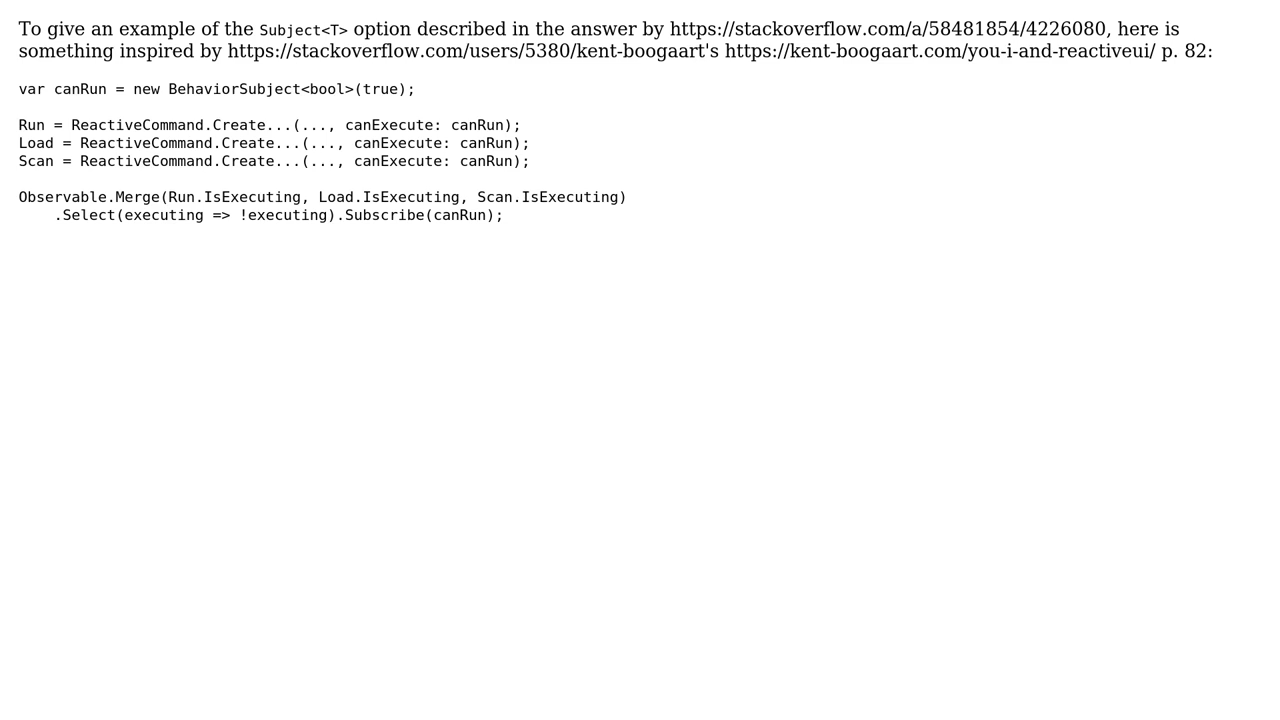 To give an example of the Subject<T> option described in the answer by https://stackoverflow.com/a/58481854/4226080, here is
something inspired by https://stackoverflow.com/users/5380/kent-boogaart's https://kent-boogaart.com/you-i-and-reactiveui/ p. 82:
var canRun = new BehaviorSubject<bool>(true);
Run = ReactiveCommand.Create...(..., canExecute: canRun);
Load = ReactiveCommand.Create...(..., canExecute: canRun);
Scan = ReactiveCommand.Create...(..., canExecute: canRun);
Observable.Merge(Run.IsExecuting, Load.IsExecuting, Scan.IsExecuting)
    .Select(executing => !executing).Subscribe(canRun);